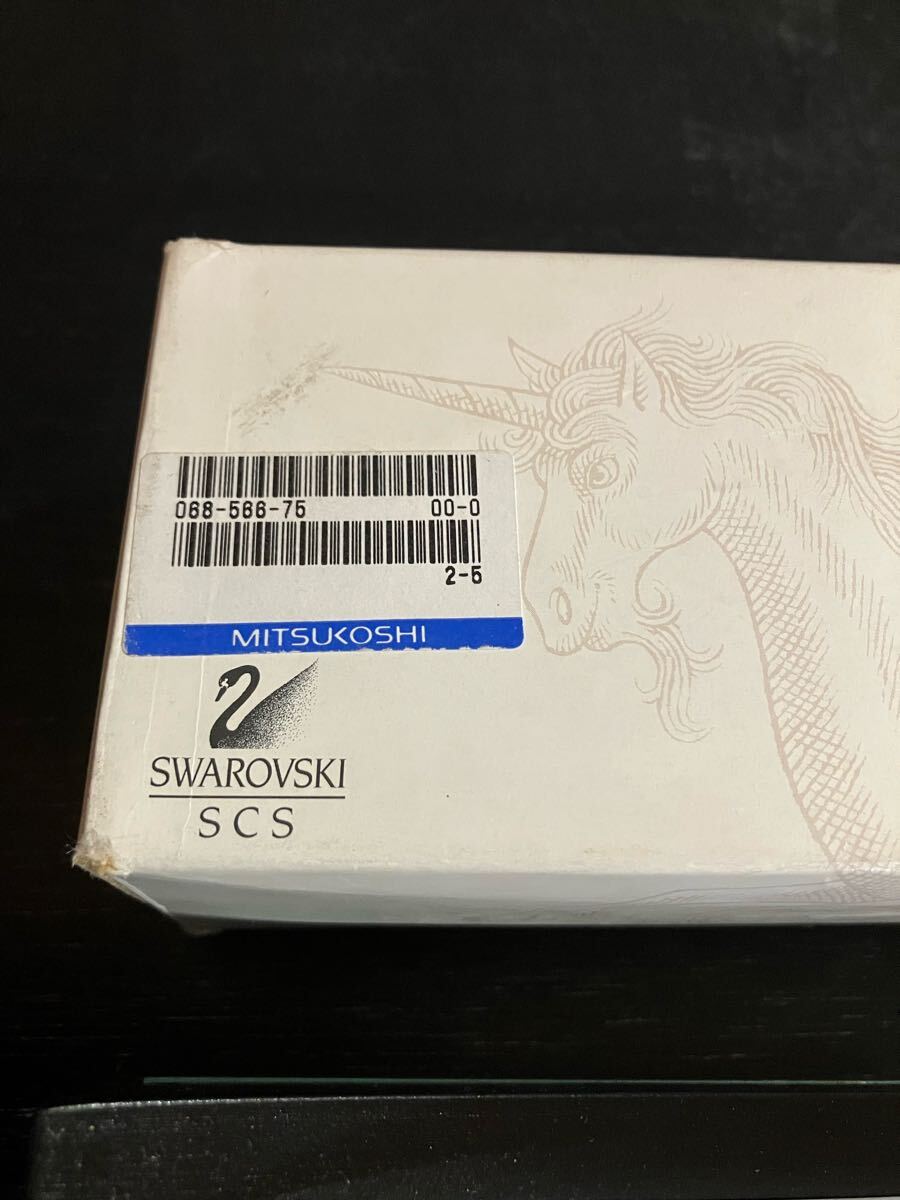 068-566-75 00-0
2-5
MITSUKOSHI
SWAROVSKI
SCS